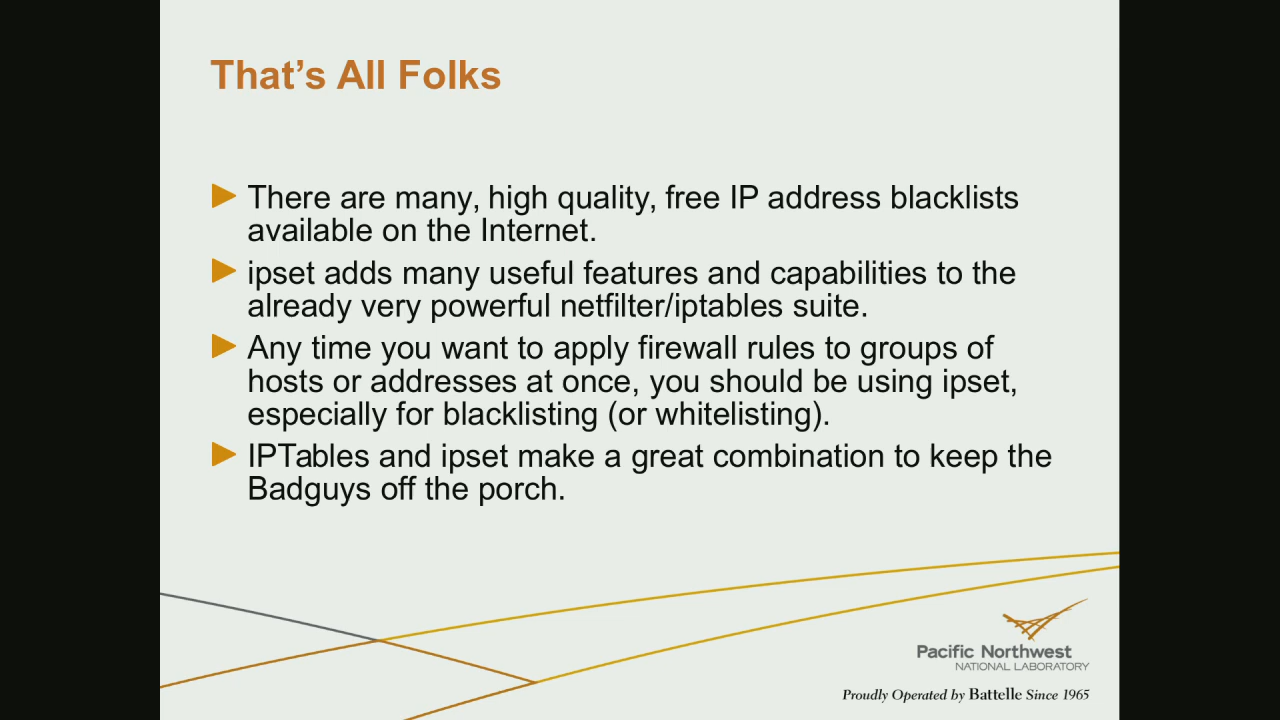 That’s All Folks
There are many, high quality, free IP address blacklists
available on the Internet.
ipset adds many useful features and capabilities to the
already very powerful netfilter/iptables suite.
Any time you want to apply firewall rules to groups of
hosts or addresses at once, you should be using ipset,
especially for blacklisting (or whitelisting).
IPTables and ipset make a great combination to keep the
Badguys off the porch.
Pacific Northwest
NATIONAL LABORATORY
Proudly Operated by Battelle Since 1965